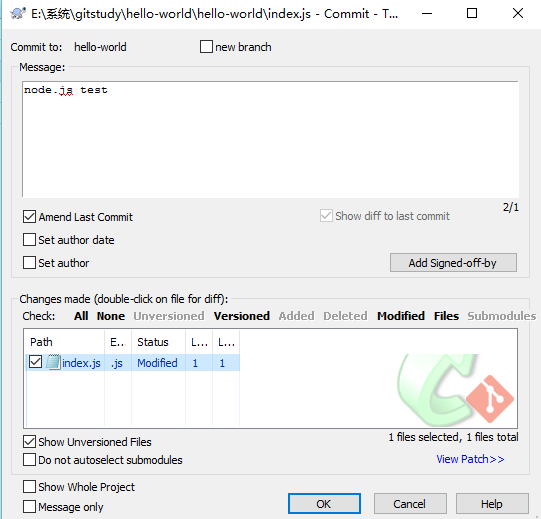 E:\系统\gitstudy\hello-world\hello-world\index.js - Commit - T...
Commit to: hello-world new branch
Message:
node.js test
2/1
Amend Last Commit Show diff to last commit
Set author date
Set author Add Signed-off-by
Changes made (double-click on file for diff):
Check: All None Unversioned Versioned Added Deleted Modified Files Submodules
Path E... Status L... L...
index.js .js Modified 1 1
Show Unversioned Files 1 files selected, 1 files total
Do not autoselect submodules View Patch>>
Show Whole Project
Message only OK Cancel Help